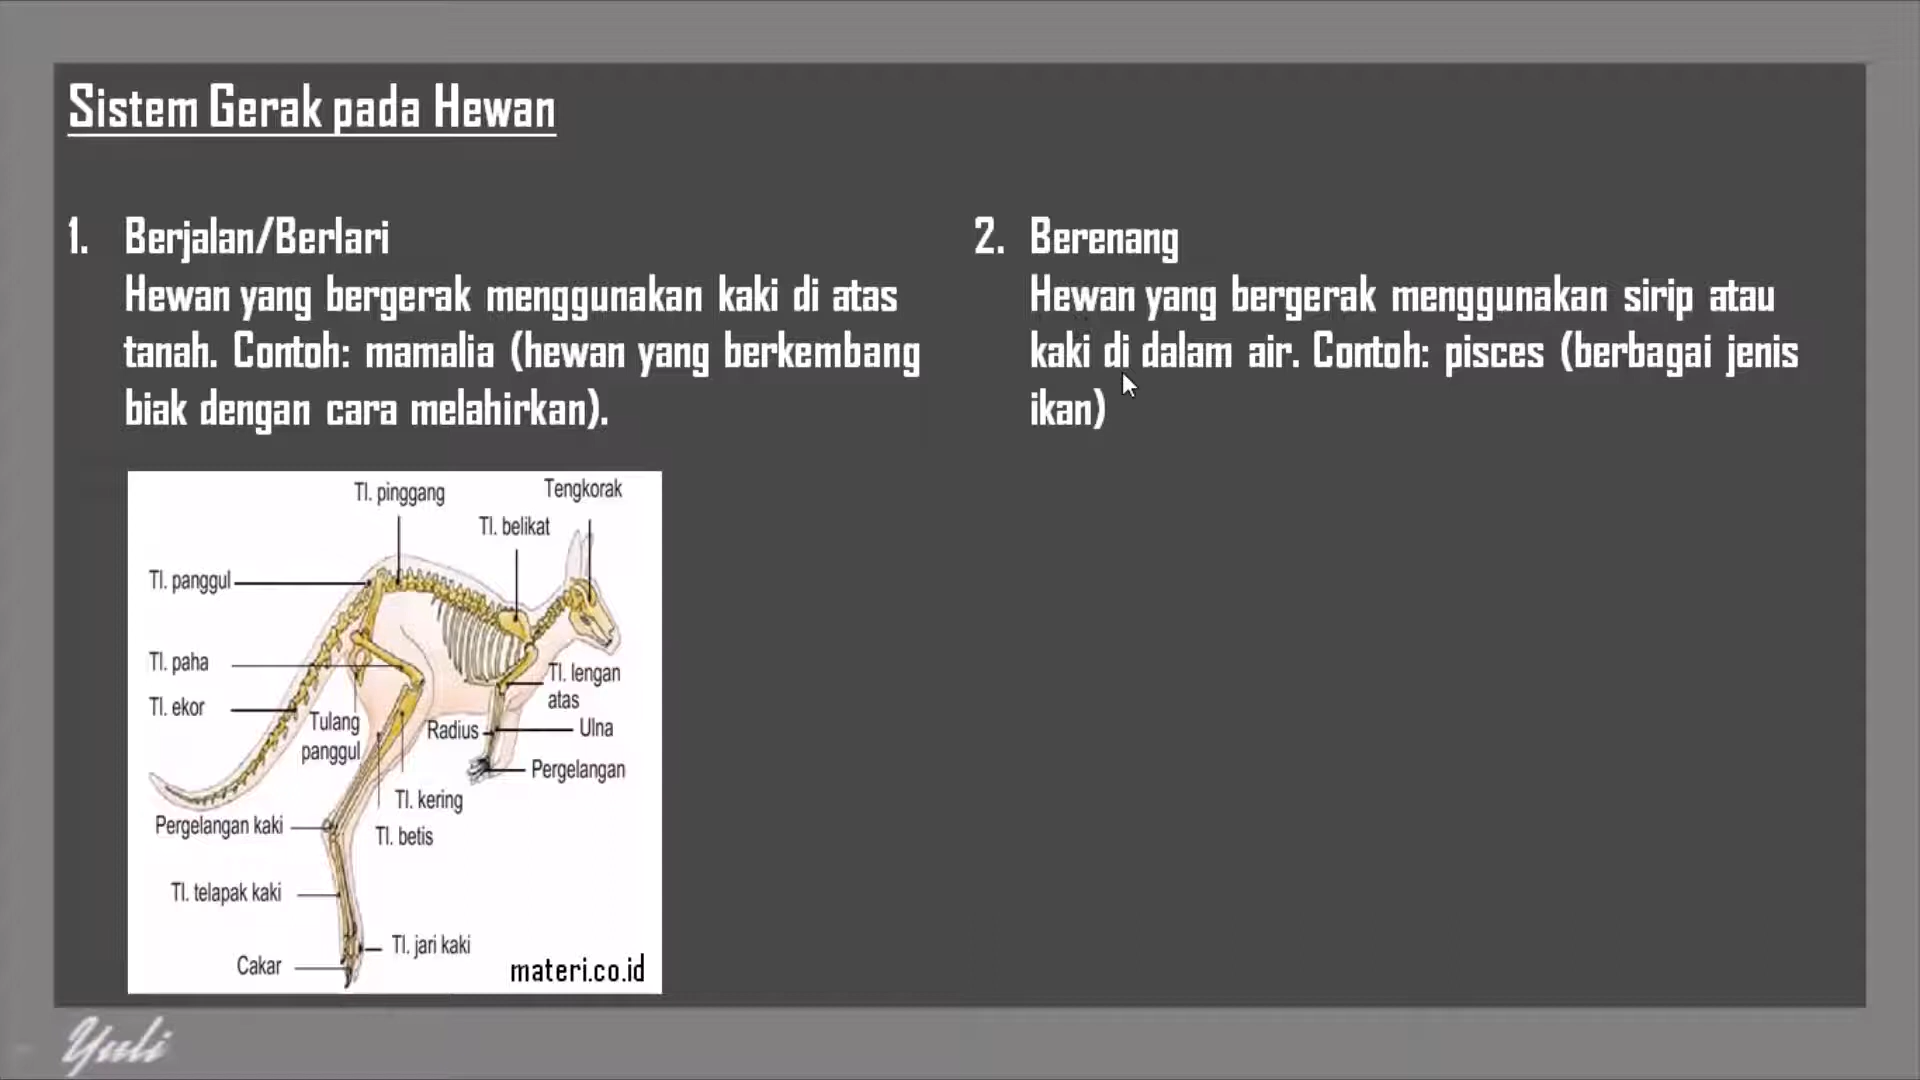 Sistem Gerak pada Hewan
1. Berjalan/Berlari
Hewan yang bergerak menggunakan kaki di atas
tanah. Contoh: mamalia (hewan yang berkembang
biak dengan cara melahirkan).
2. Berenang
Hewan yang bergerak menggunakan sirip atau
kaki di dalam air. Contoh: pisces (berbagai jenis
ikan)
Tl. pinggang
Tengkorak
Tl. belikat
Tl. panggul
Tl. paha
Tl. lengan
atas
Tl. ekor
Tulang
panggul
Radius
Ulna
Pergelangan
Tl. kering
Pergelangan kaki
Tl. betis
Tl. telapak kaki
Tl. jari kaki
Cakar
materi.co.id
Yuli